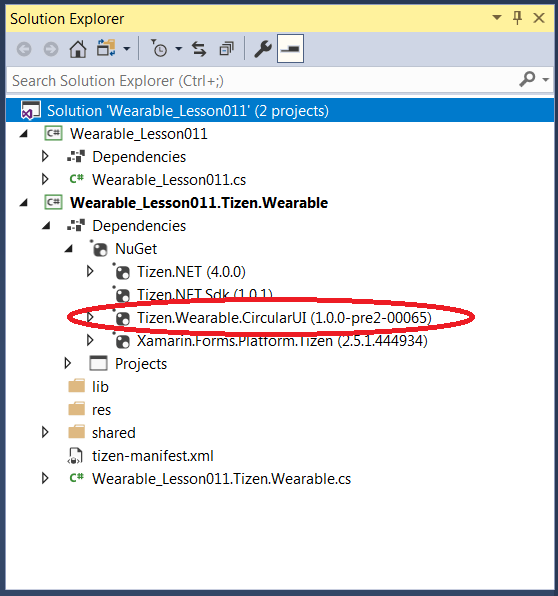 Solution Explorer
Search Solution Explorer (Ctrl+;)
Solution 'Wearable_Lesson011' (2 projects)
C# Wearable_Lesson011
Dependencies
C# Wearable_Lesson011.cs
C# Wearable_Lesson011.Tizen.Wearable
Dependencies
NuGet
Tizen.NET (4.0.0)
Tizen.NET.Sdk (1.0.1)
Tizen.Wearable.CircularUI (1.0.0-pre2-00065)
Xamarin.Forms.Platform.Tizen (2.5.1.444934)
Projects
lib
res
shared
tizen-manifest.xml
C# Wearable_Lesson011.Tizen.Wearable.cs